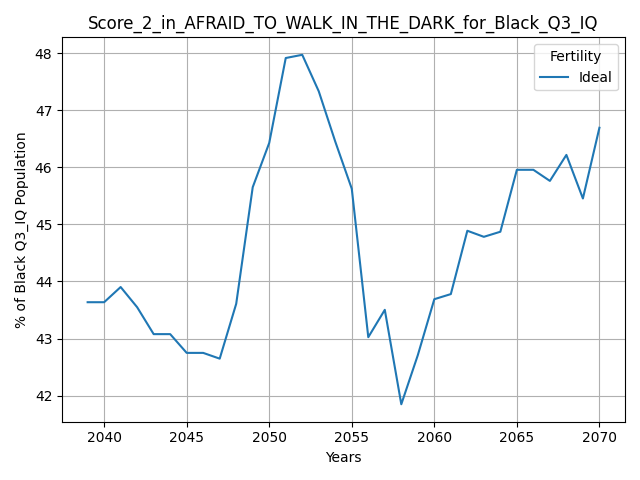 Score_2_in_AFRAID_TO_WALK_IN_THE_DARK_for_Black_Q3_IQ
Fertility
Ideal
% of Black Q3_IQ Population
48
47
46
45
44
43
42
2040 2045 2050 2055 2060 2065 2070
Years